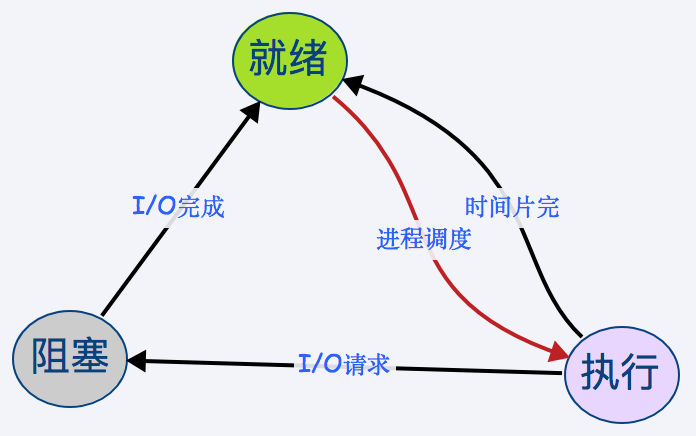 就绪
I/O完成
时间片完
进程调度
阻塞
I/O请求
执行